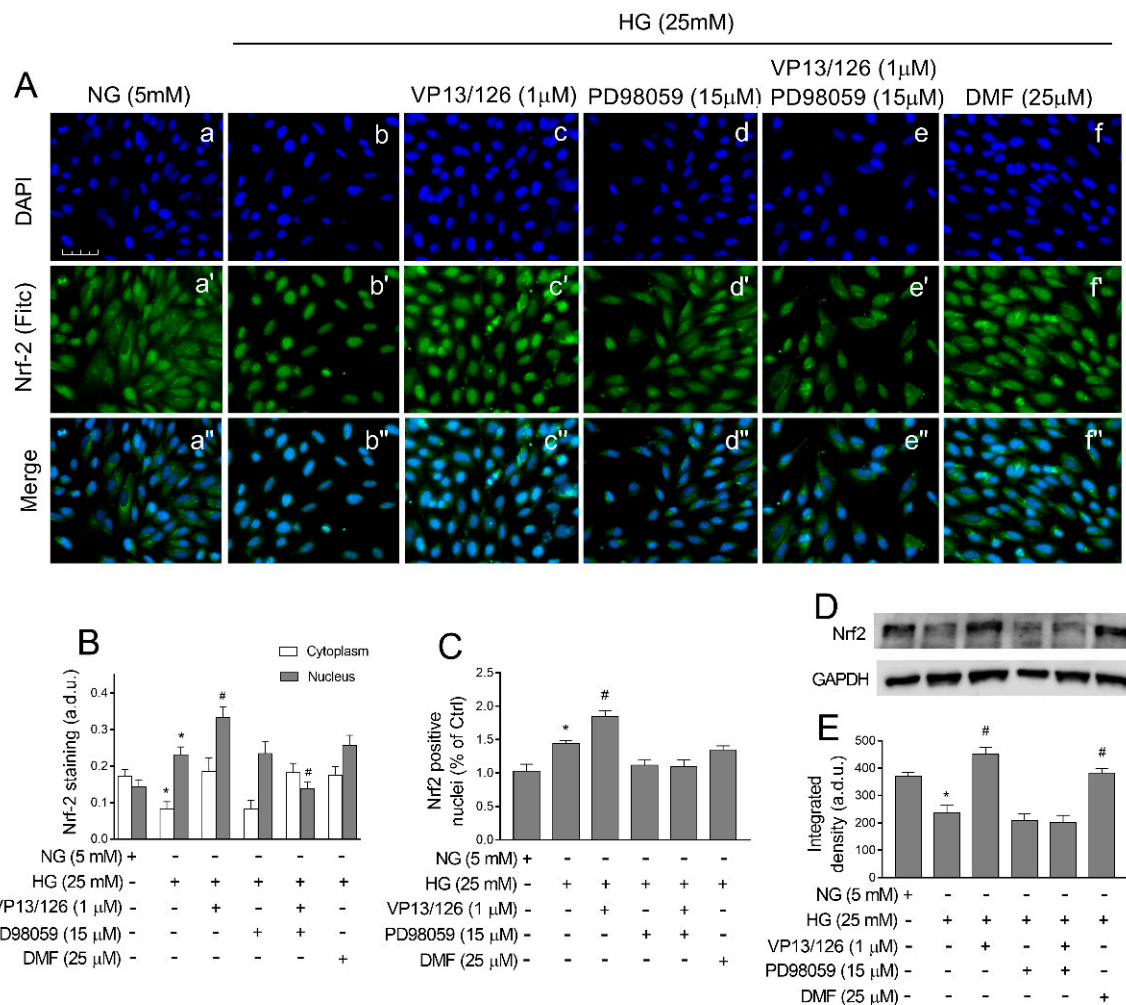 HG (25mM)
A
NG (5mM)
VP13/126 (1μM)
PD98059 (15μM)
VP13/126 (1μM)
PD98059 (15μM)
DMF (25μM)
DAPI
a
b
c
d
e
f
Nrf-2 (Fitc)
a'
b'
c'
d'
e'
f'
Merge
a"
b"
c"
d"
e"
f"
B
Cytoplasm
Nucleus
Nrf-2 staining (a.d.u.)
0.4
0.3
0.2
0.1
0.0
* * # #
NG (5 mM) + - - - - -
HG (25 mM) - + + + + +
VP13/126 (1 μM) - - + - + -
D98059 (15 μM) - - - + + -
DMF (25 μM) - - - - - +
C
Nrf2 positive
nuclei (% of Ctrl)
2.5
2.0
1.5
1.0
0.5
0.0
* #
NG (5 mM) + - - - - -
HG (25 mM) - + + + + +
VP13/126 (1 μM) - - + - + -
PD98059 (15 μM) - - - + + -
DMF (25 μM) - - - - - +
D
Nrf2
GAPDH
E
Integrated
density (a.d.u.)
500
400
300
200
100
0
* # #
NG (5 mM) + - - - - -
HG (25 mM) - + + + + +
VP13/126 (1 μM) - - + - + -
PD98059 (15 μM) - - - + + -
DMF (25 μM) - - - - - +